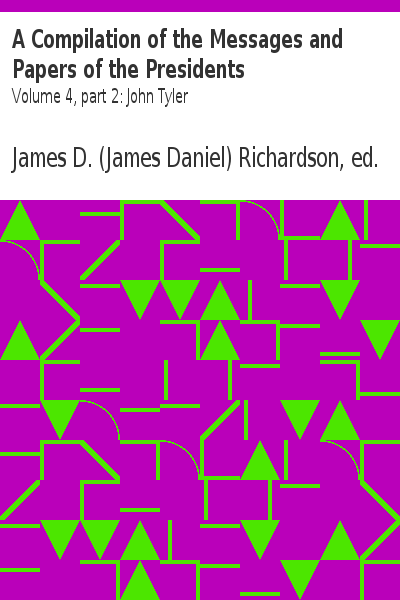 A Compilation of the Messages and
Papers of the Presidents
Volume 4, part 2: John Tyler
James D. (James Daniel) Richardson, ed.